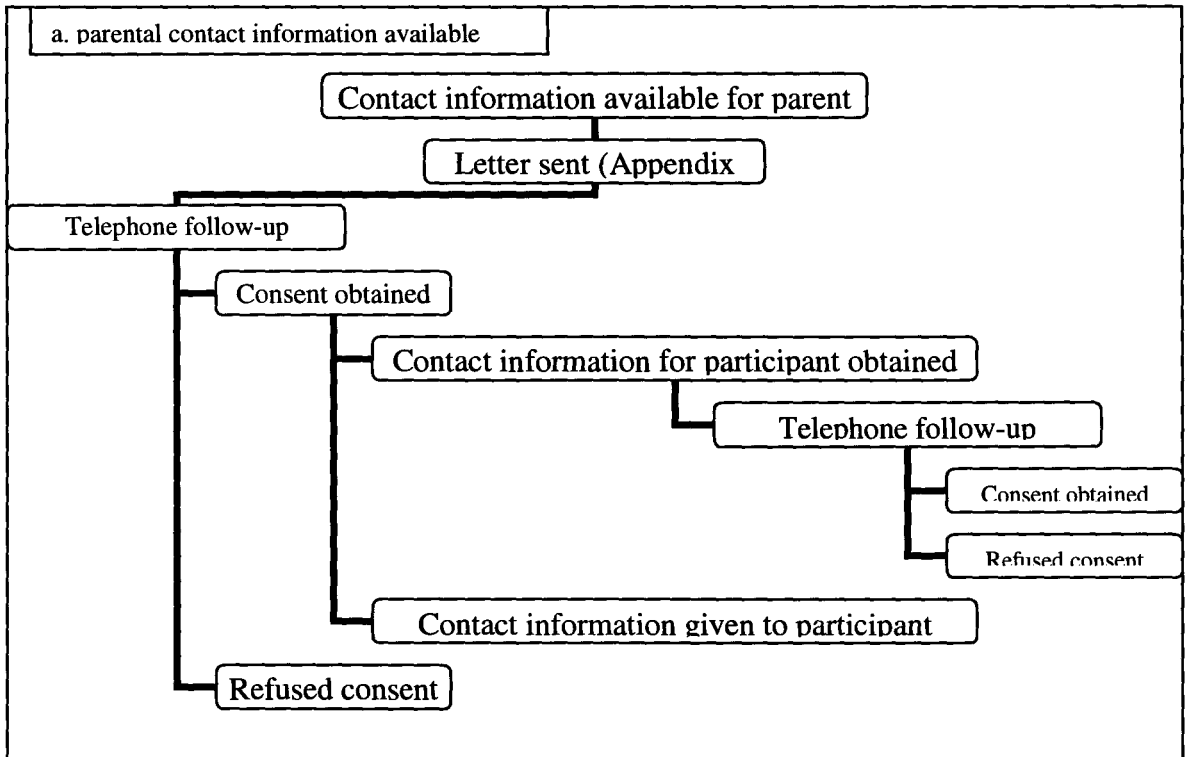 a. parental contact information available
Contact information available for parent
Letter sent (Appendix
Telephone follow-up
Consent obtained
Contact information for participant obtained
Telephone follow-up
Consent obtained
Refused consent
Contact information given to participant
Refused consent